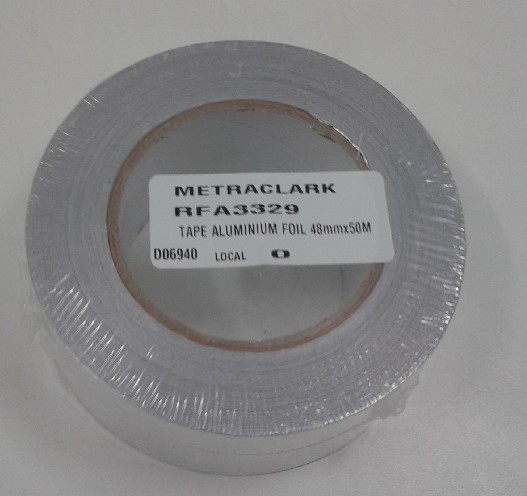 METRACLARK
RFA3329
TAPE ALUMINIUM FOIL 48mmx50M
D06940 LOCAL 0